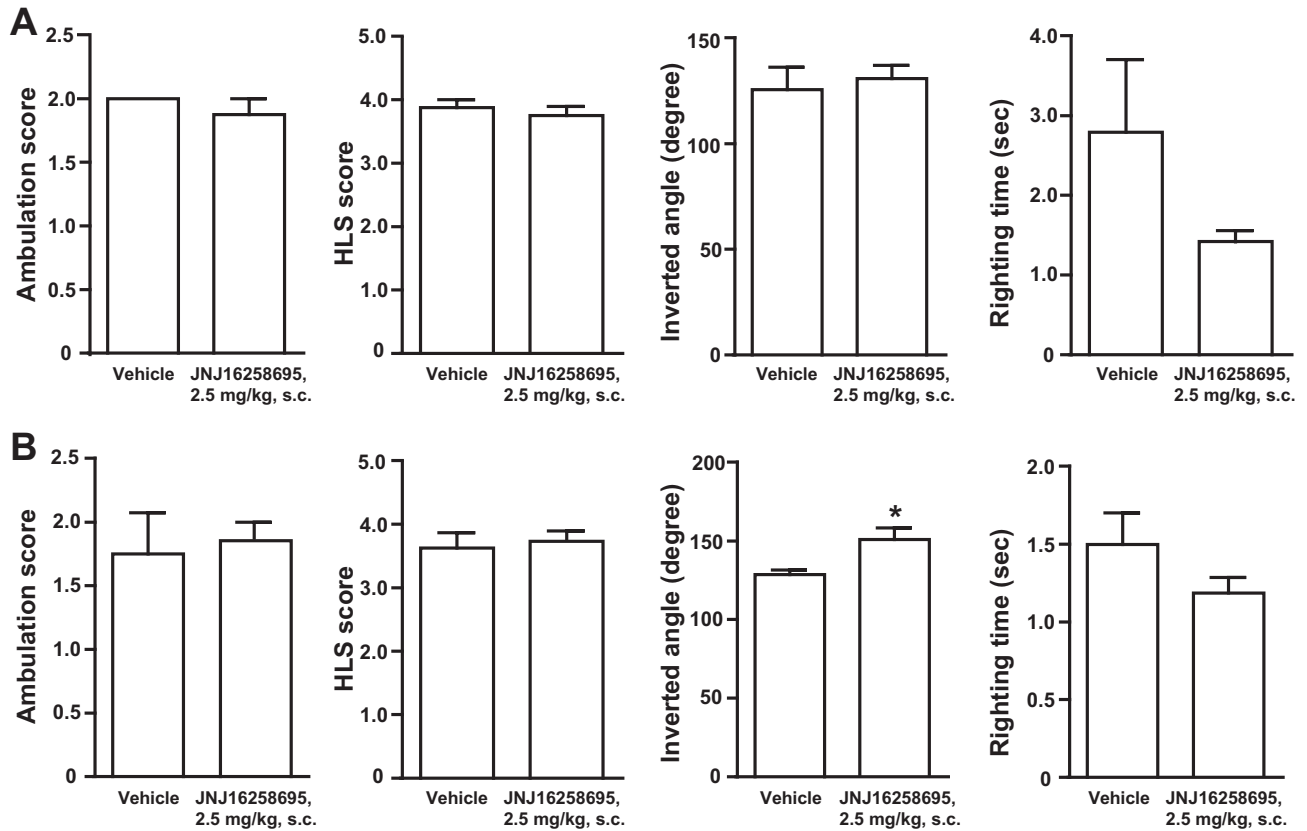 A
Ambulation score
2.5
2.0
1.5
1.0
0.5
0
Vehicle
JNJ16258695,
2.5 mg/kg, s.c.
HLS score
5.0
4.0
3.0
2.0
1.0
0
Vehicle
JNJ16258695,
2.5 mg/kg, s.c.
Inverted angle (degree)
150
100
50
0
Vehicle
JNJ16258695,
2.5 mg/kg, s.c.
Righting time (sec)
4.0
3.0
2.0
1.0
0
Vehicle
JNJ16258695,
2.5 mg/kg, s.c.
B
Ambulation score
2.5
2.0
1.5
1.0
0.5
0
Vehicle
JNJ16258695,
2.5 mg/kg, s.c.
HLS score
5.0
4.0
3.0
2.0
1.0
0
Vehicle
JNJ16258695,
2.5 mg/kg, s.c.
Inverted angle (degree)
200
150
100
50
0
*
Vehicle
JNJ16258695,
2.5 mg/kg, s.c.
Righting time (sec)
2.0
1.5
1.0
0.5
0
Vehicle
JNJ16258695,
2.5 mg/kg, s.c.